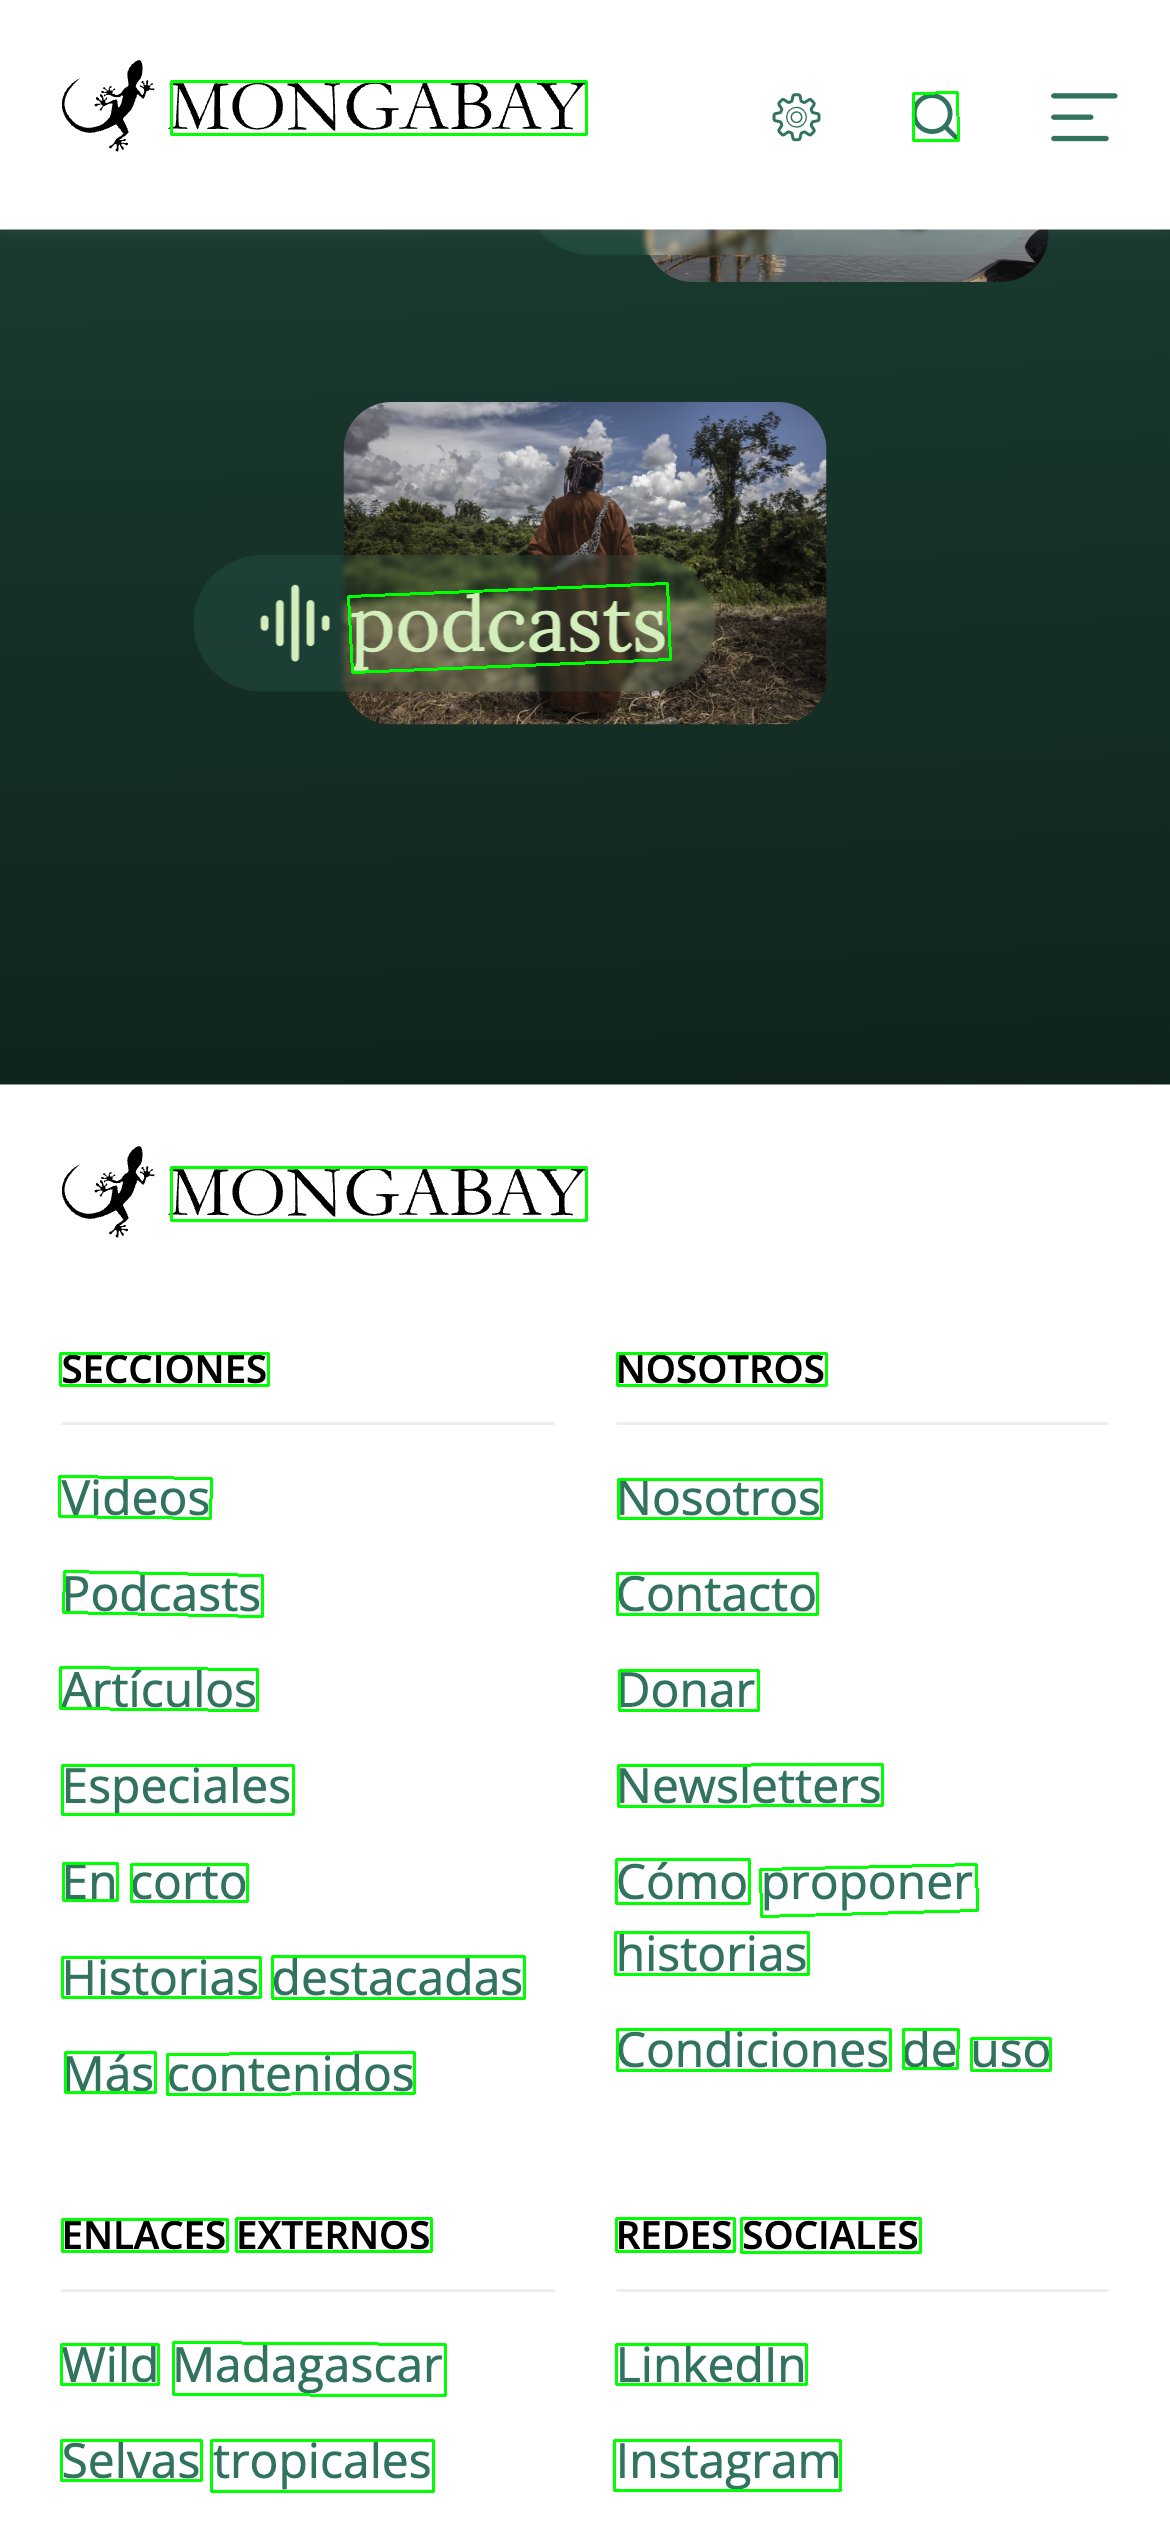 MONGABAY
podcasts
MONGABAY
SECCIONES
Videos
Podcasts
Artículos
Especiales
En corto
Historias destacadas
Más contenidos
NOSOTROS
Nosotros
Contacto
Donar
Newsletters
Cómo proponer
historias
Condiciones de uso
ENLACES EXTERNOS
Wild Madagascar
Selvas tropicales
REDES SOCIALES
LinkedIn
Instagram